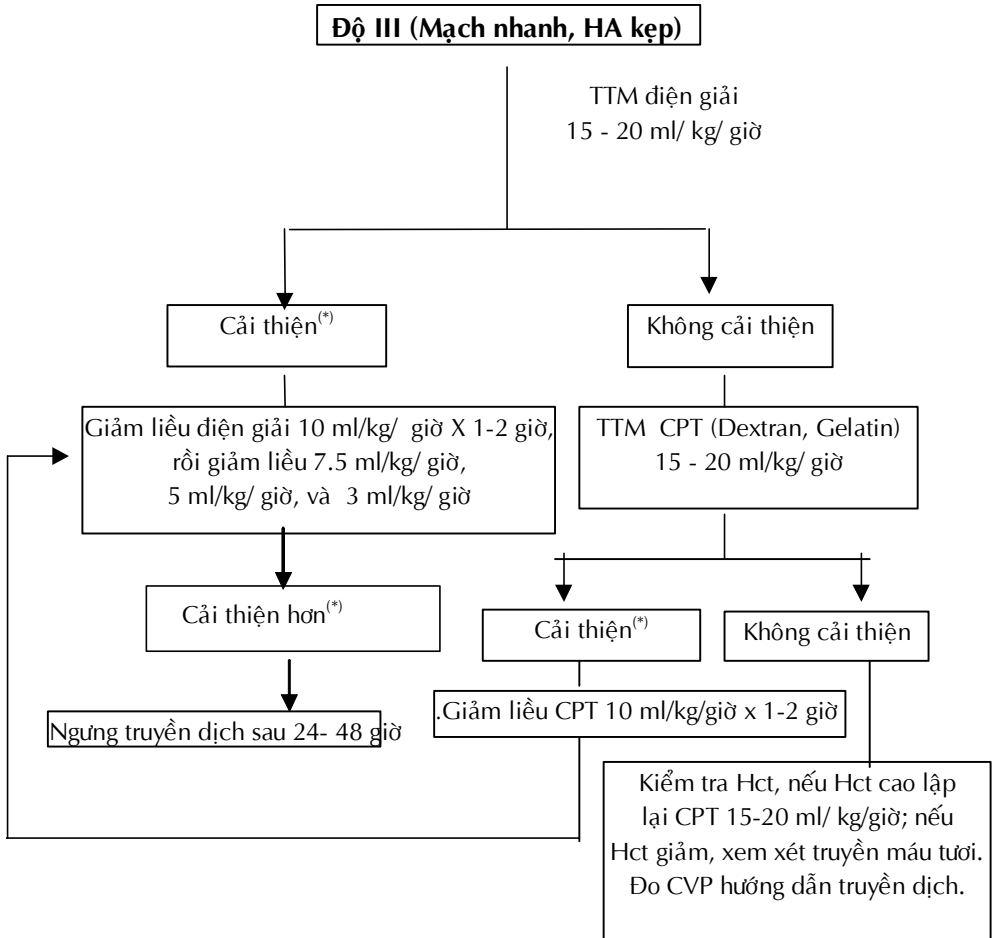 Độ III (Mạch nhanh, HA kẹp)
TTM điện giải
15 - 20 ml/ kg/ giờ
Cải thiện(*)
Không cải thiện
Giảm liều điện giải 10 ml/kg/ giờ X 1-2 giờ,
rồi giảm liều 7.5 ml/kg/ giờ,
5 ml/kg/ giờ, và 3 ml/kg/ giờ
TTM CPT (Dextran, Gelatin)
15 - 20 ml/kg/ giờ
Cải thiện hơn(*)
Cải thiện(*)
Không cải thiện
Ngưng truyền dịch sau 24- 48 giờ
.Giảm liều CPT 10 ml/kg/giờ x 1-2 giờ
Kiểm tra Hct, nếu Hct cao lập
lại CPT 15-20 ml/ kg/giờ; nếu
Hct giảm, xem xét truyền máu tươi.
Đo CVP hướng dẫn truyền dịch.